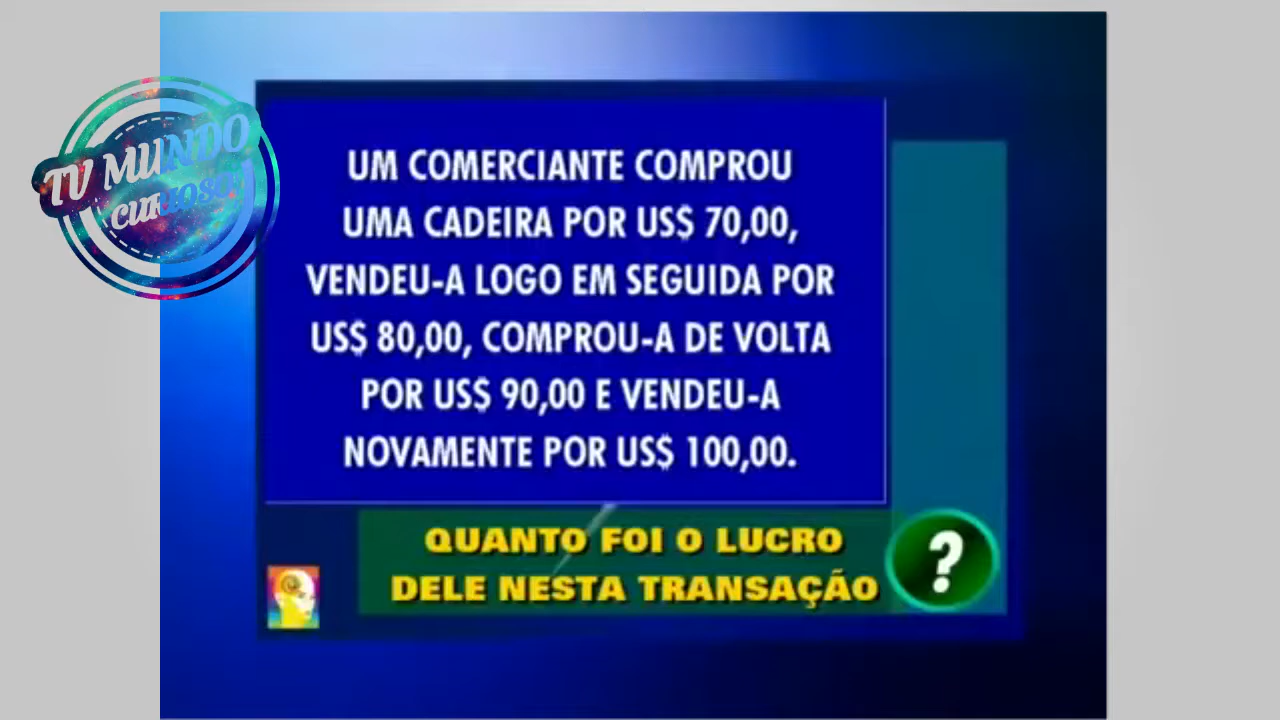 TU MUNDO
CURIOSO
UM COMERCIANTE COMPROU
UMA CADEIRA POR US$ 70,00,
VENDEU-A LOGO EM SEGUIDA POR
US$ 80,00, COMPROU-A DE VOLTA
POR US$ 90,00 E VENDEU-A
NOVAMENTE POR US$ 100,00.
QUANTO FOI O LUCRO
DELE NESTA TRANSAÇÃO
?